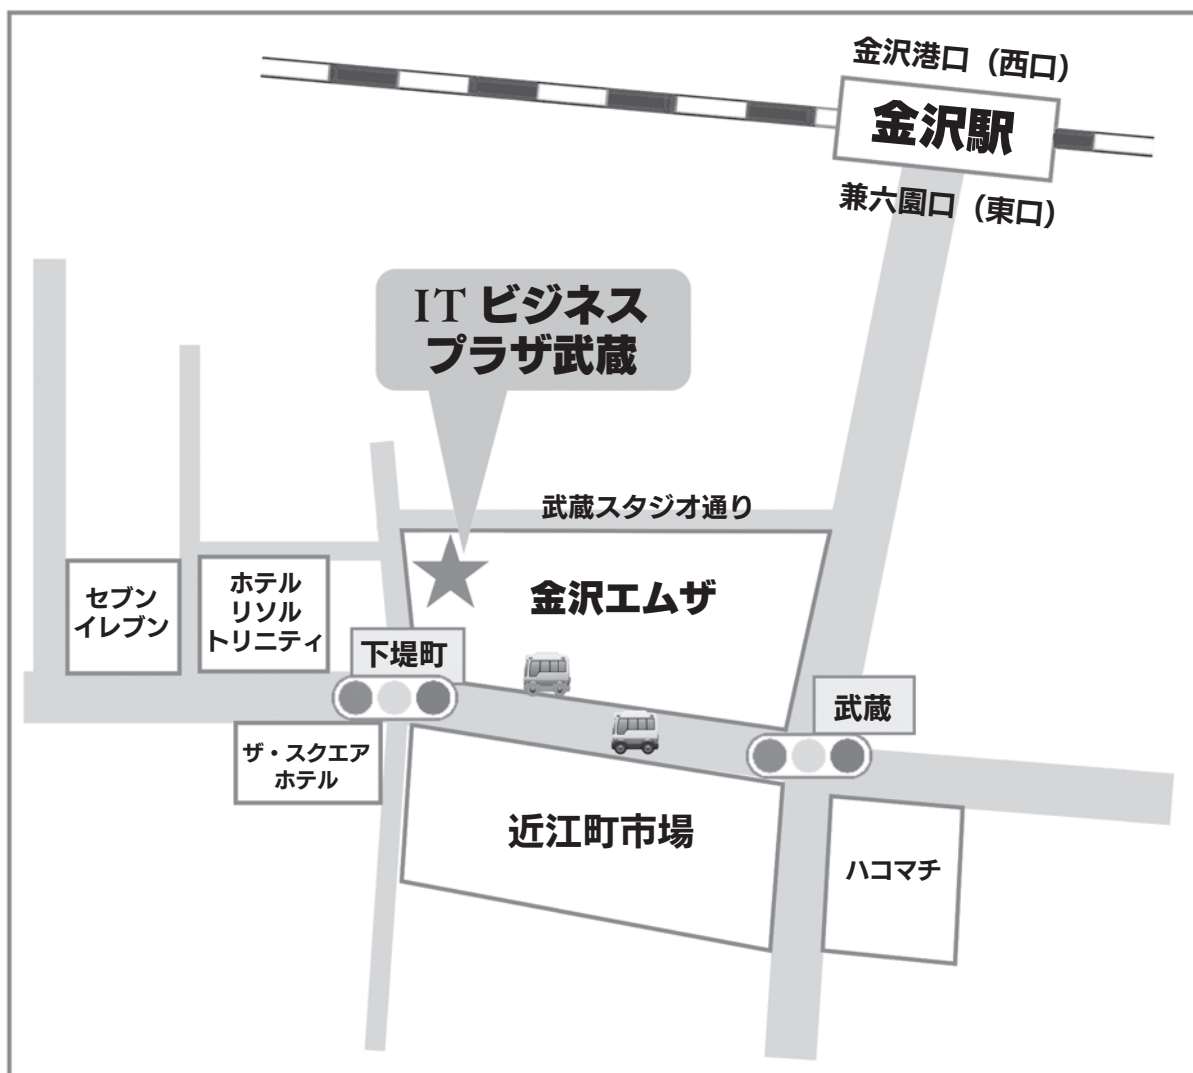 金沢港口（西口）
金沢駅
兼六園口（東口）
IT ビジネス
プラザ武蔵
武蔵スタジオ通り
金沢エムザ
セブン
イレブン
ホテル
リソル
トリニティ
下堤町
武蔵
ザ・スクエア
ホテル
近江町市場
ハコマチ